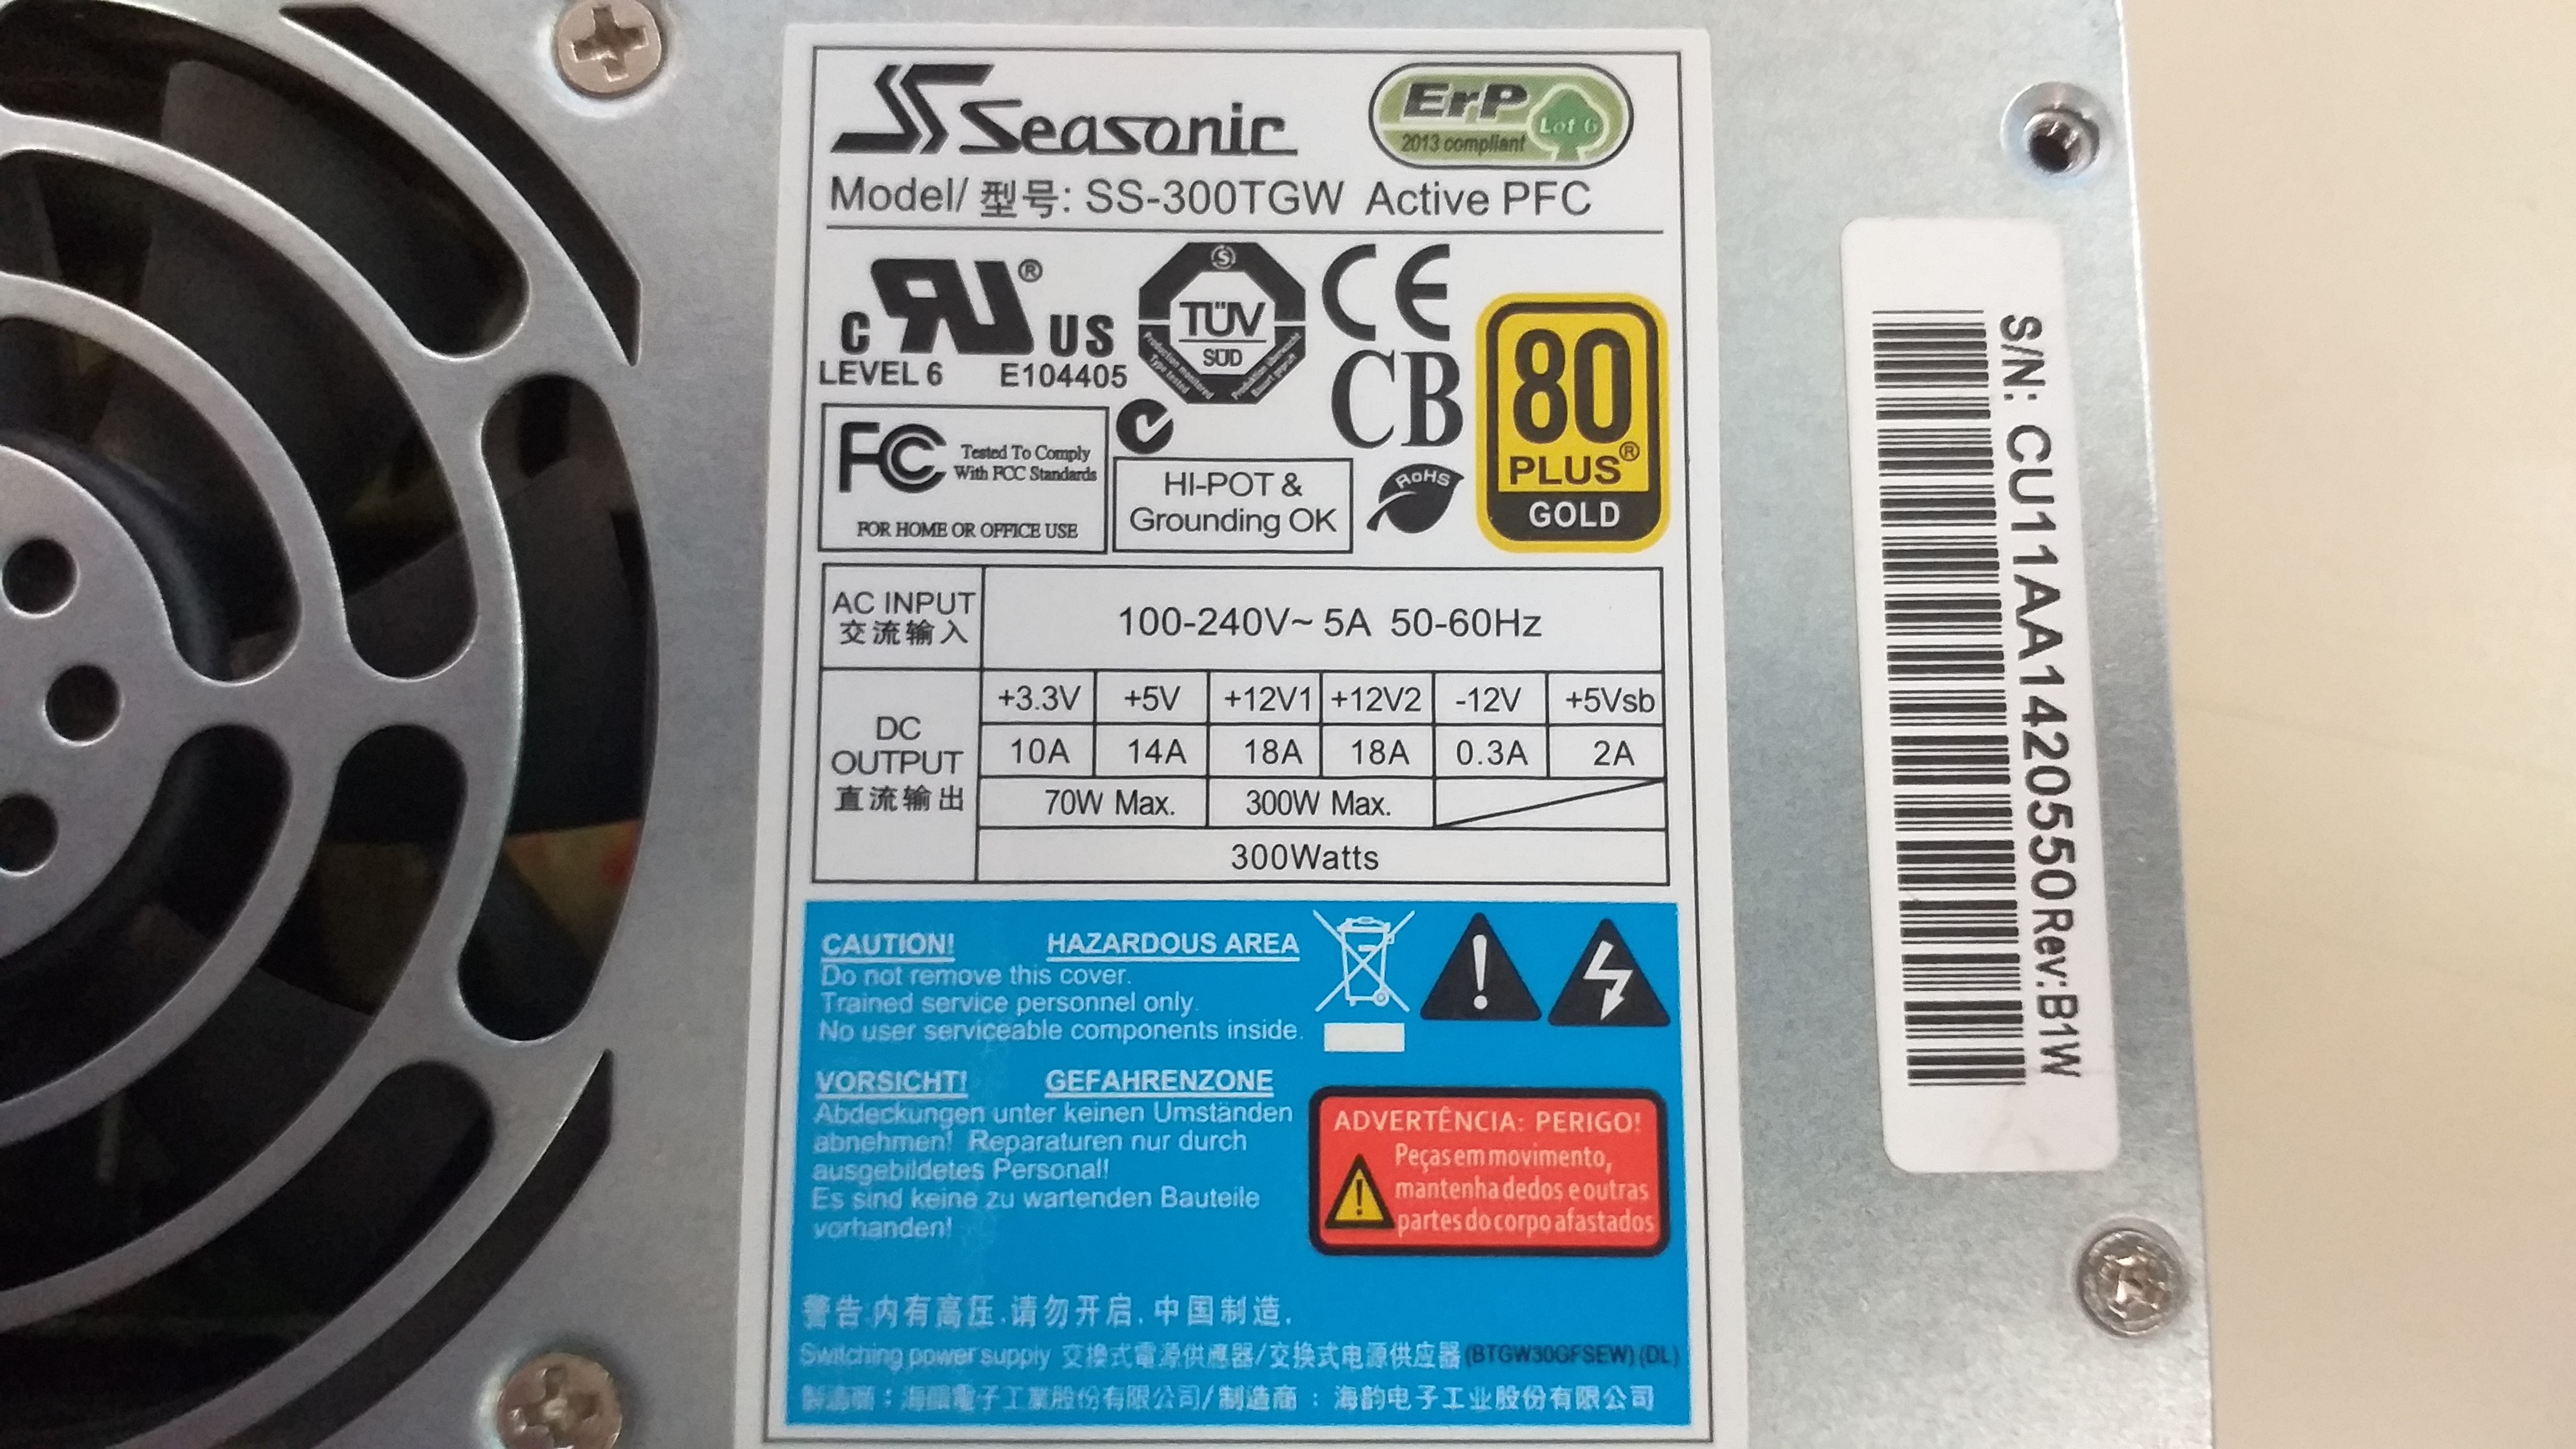 Seasonic
ErP
Lot 6
2013 compliant
Model/ 型号: SS-300TGW Active PFC
C RU® US
LEVEL 6 E104405
S
TÜV
SÜD
Production monitored
Type tested
Produktion überwacht
Bauart geprüft
CE
CB
80
PLUS®
GOLD
FC Tested To Comply
With FCC Standards
FOR HOME OR OFFICE USE
HI-POT &
Grounding OK
RoHS
AC INPUT
交流输入
100-240V~ 5A 50-60Hz
DC
OUTPUT
直流输出
+3.3V +5V +12V1 +12V2 -12V +5Vsb
10A 14A 18A 18A 0.3A 2A
70W Max. 300W Max.
300Watts
CAUTION! HAZARDOUS AREA
Do not remove this cover.
Trained service personnel only.
No user serviceable components inside.
VORSICHT! GEFAHRENZONE
Abdeckungen unter keinen Umständen
abnehmen! Reparaturen nur durch
ausgebildetes Personal!
Es sind keine zu wartenden Bauteile
vorhanden!
ADVERTÊNCIA: PERIGO!
Peças em movimento,
mantenha dedos e outras
partes do corpo afastados
警告.内有高压.请勿开启.中国制造.
Switching power supply 交換式電源供應器/交换式电源供应器(BTGW30GFSEW)(DL)
製造商：海韻電子工業股份有限公司/制造商：海韵电子工业股份有限公司
S/N: CU11AA1420550Rev:B1W